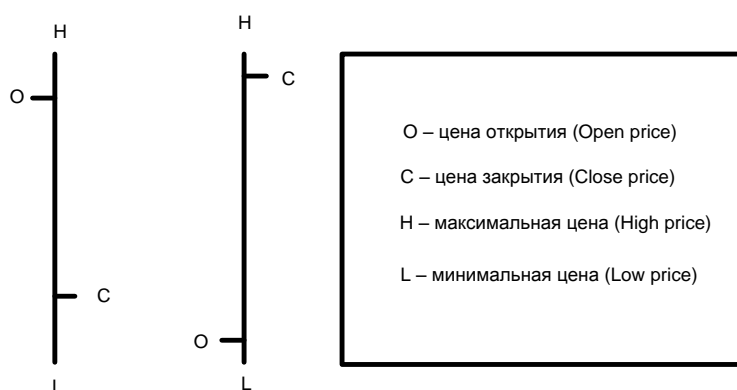 H
H
C
O
O – цена открытия (Open price)
C – цена закрытия (Close price)
H – максимальная цена (High price)
L – минимальная цена (Low price)
C
O
L
L